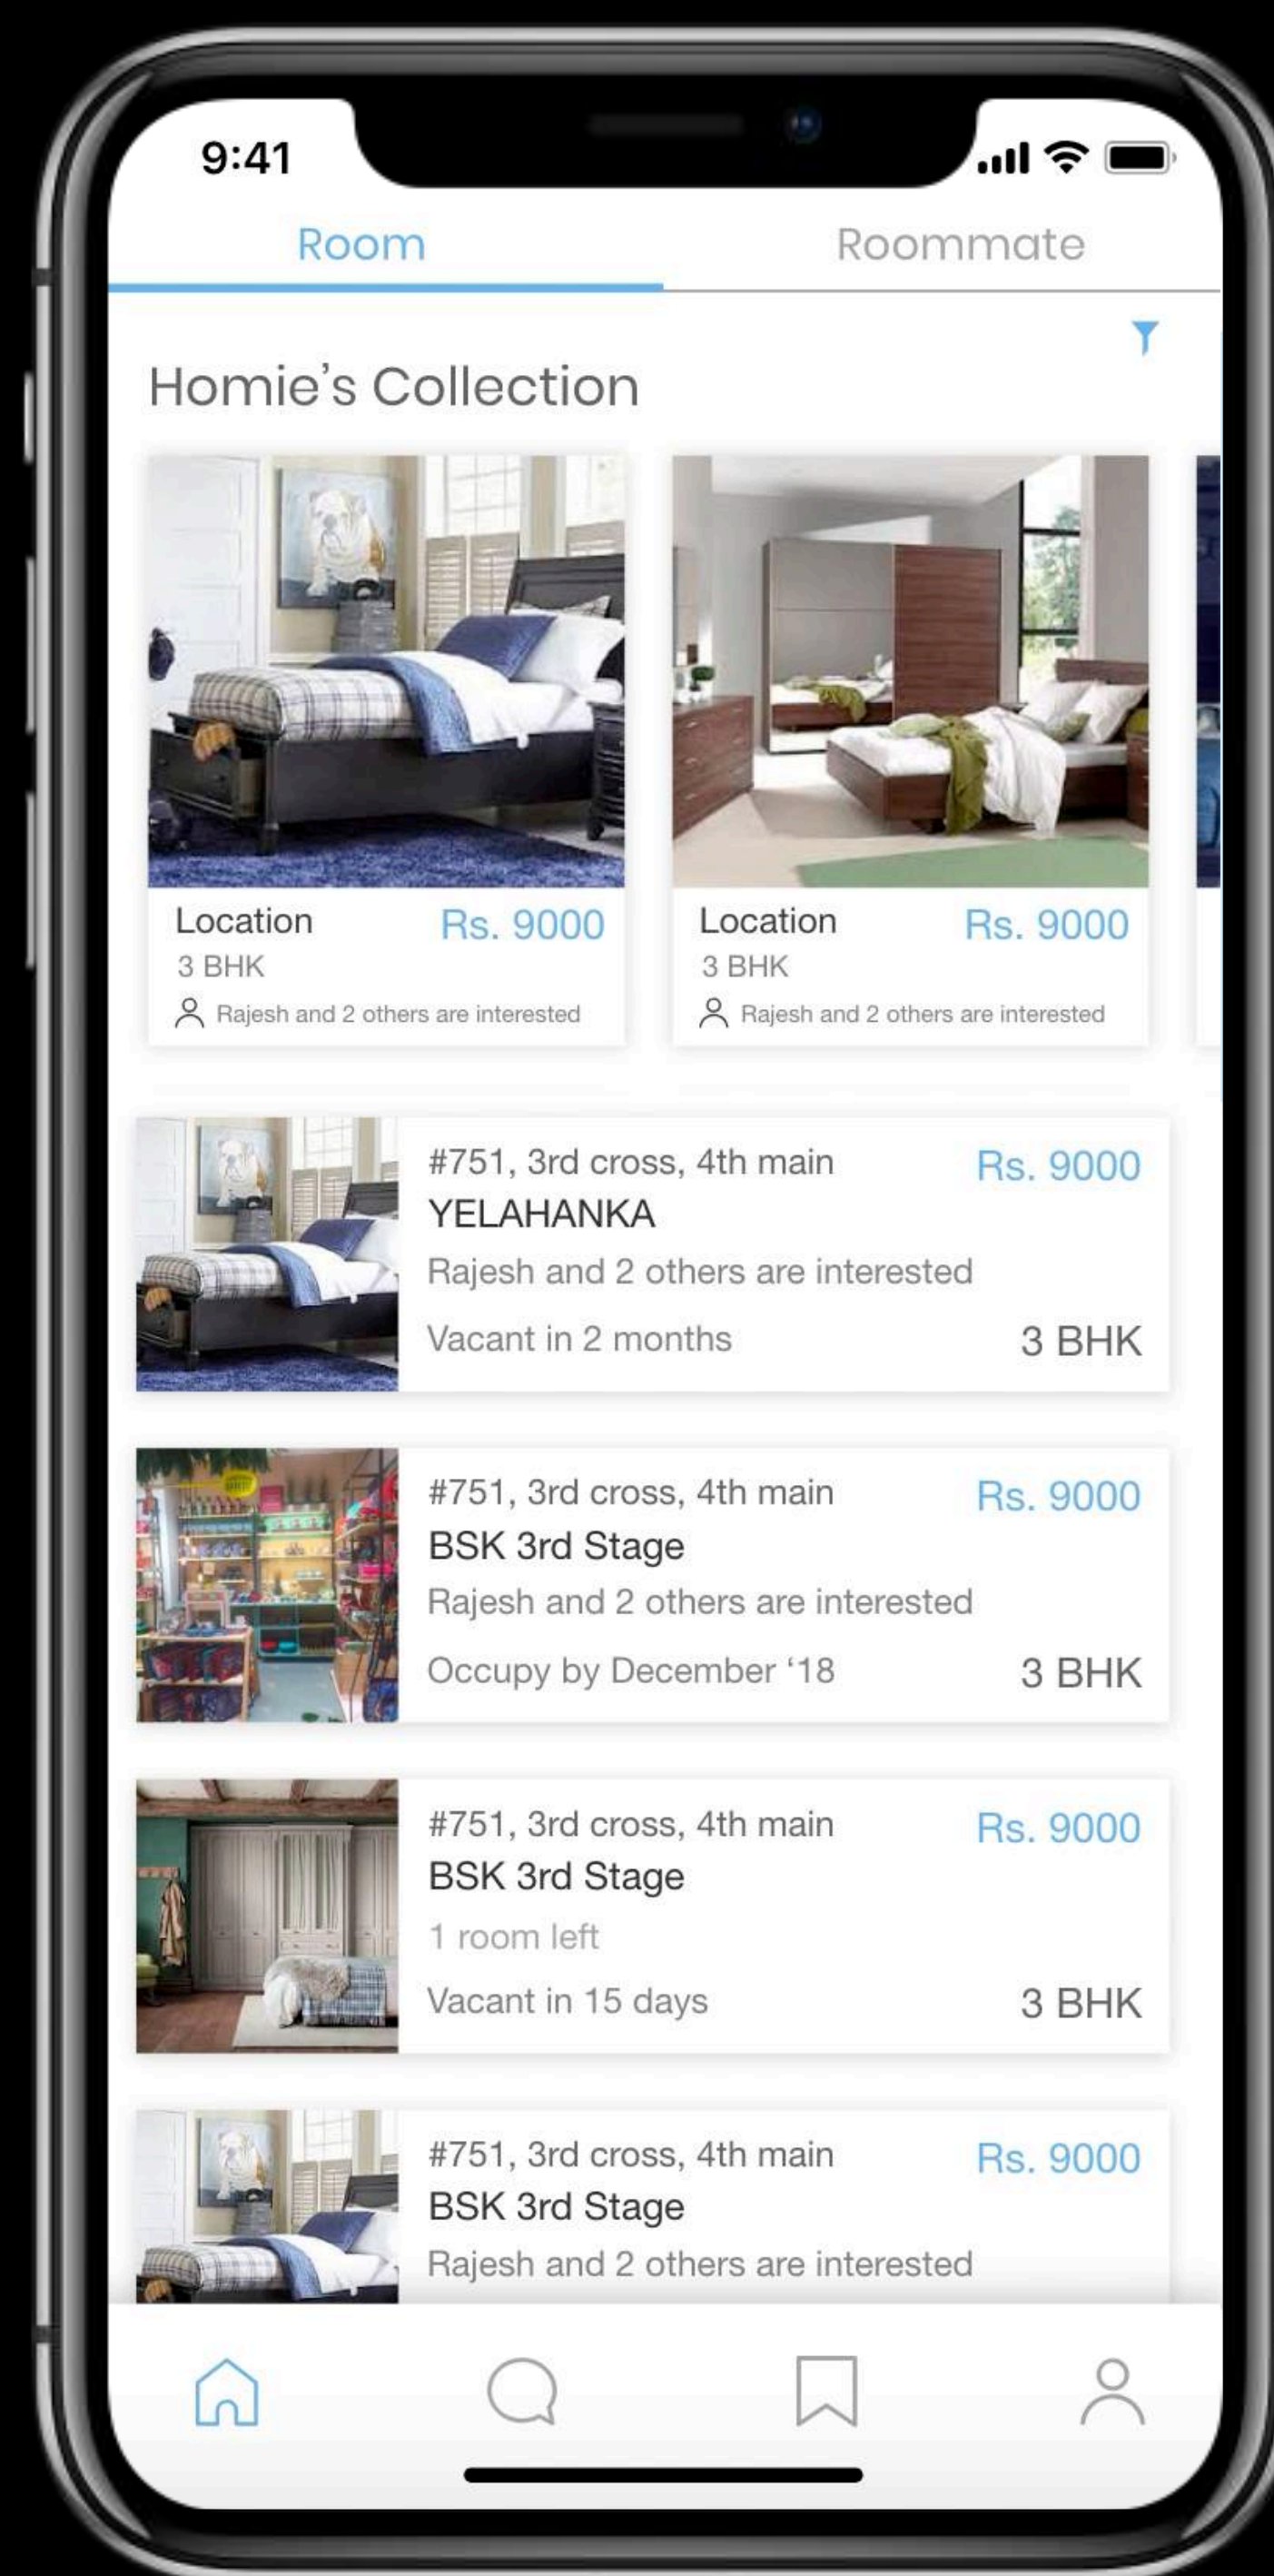 9:41
Room Roommate
Homie’s Collection
Location Rs. 9000
3 BHK
Rajesh and 2 others are interested
Location Rs. 9000
3 BHK
Rajesh and 2 others are interested
#751, 3rd cross, 4th main Rs. 9000
YELAHANKA
Rajesh and 2 others are interested
Vacant in 2 months 3 BHK
#751, 3rd cross, 4th main Rs. 9000
BSK 3rd Stage
Rajesh and 2 others are interested
Occupy by December ‘18 3 BHK
#751, 3rd cross, 4th main Rs. 9000
BSK 3rd Stage
1 room left
Vacant in 15 days 3 BHK
#751, 3rd cross, 4th main Rs. 9000
BSK 3rd Stage
Rajesh and 2 others are interested